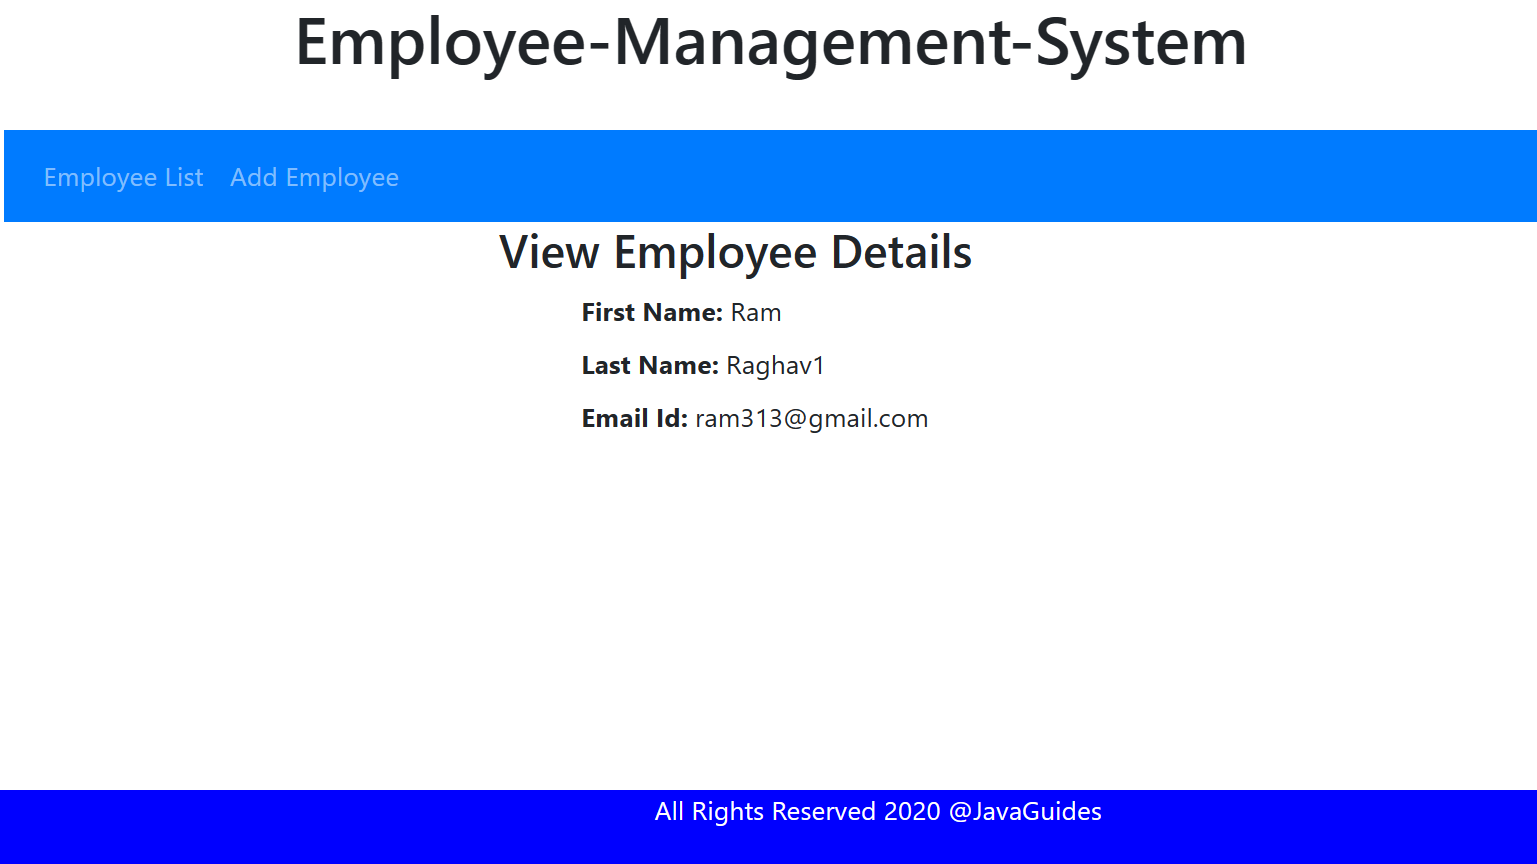 Employee-Management-System
Employee List Add Employee
View Employee Details
First Name: Ram
Last Name: Raghav1
Email Id: ram313@gmail.com
All Rights Reserved 2020 @JavaGuides